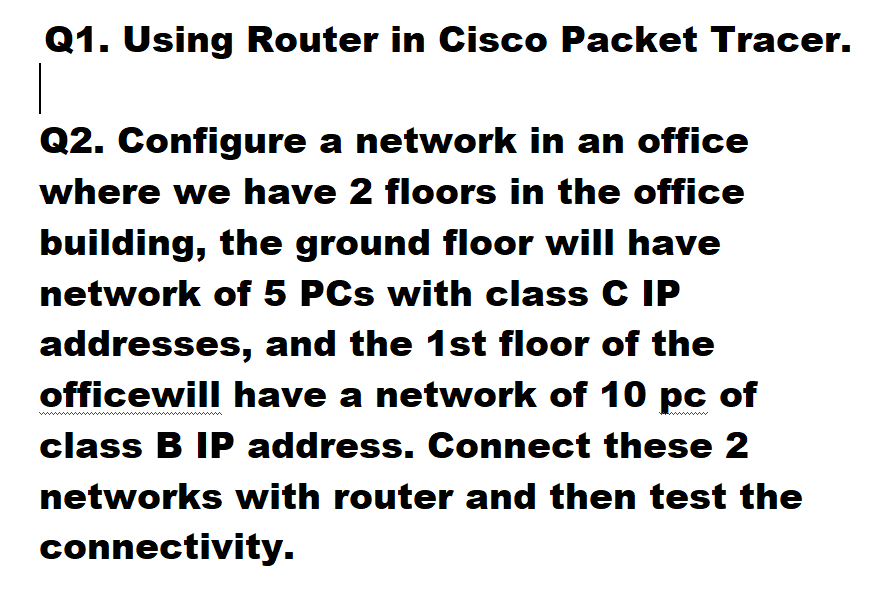 Q1. Using Router in Cisco Packet Tracer.
Q2. Configure a network in an office
where we have 2 floors in the office
building, the ground floor will have
network of 5 PCs with class C IP
addresses, and the 1st floor of the
officewill have a network of 10 pc of
class B IP address. Connect these 2
networks with router and then test the
connectivity.